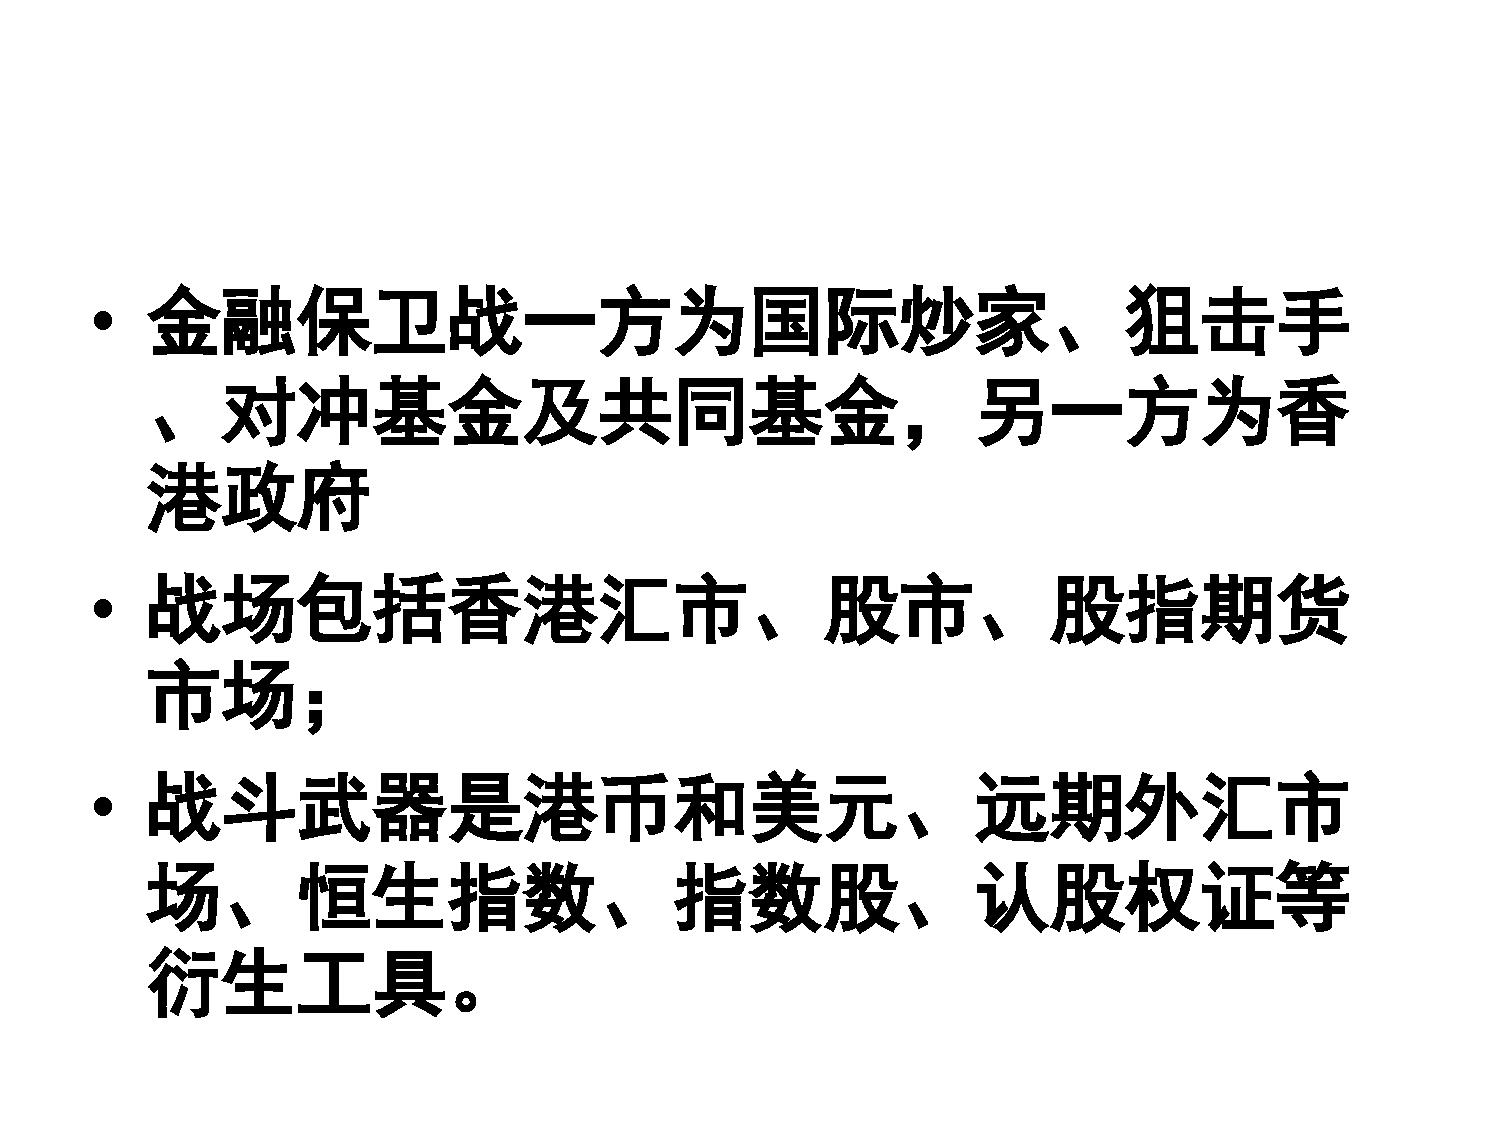 • 金融保卫战一方为国际炒家、狙击手
、对冲基金及共同基金，另一方为香
港政府
• 战场包括香港汇市、股市、股指期货
市场；
• 战斗武器是港币和美元、远期外汇市
场、恒生指数、指数股、认股权证等
衍生工具。